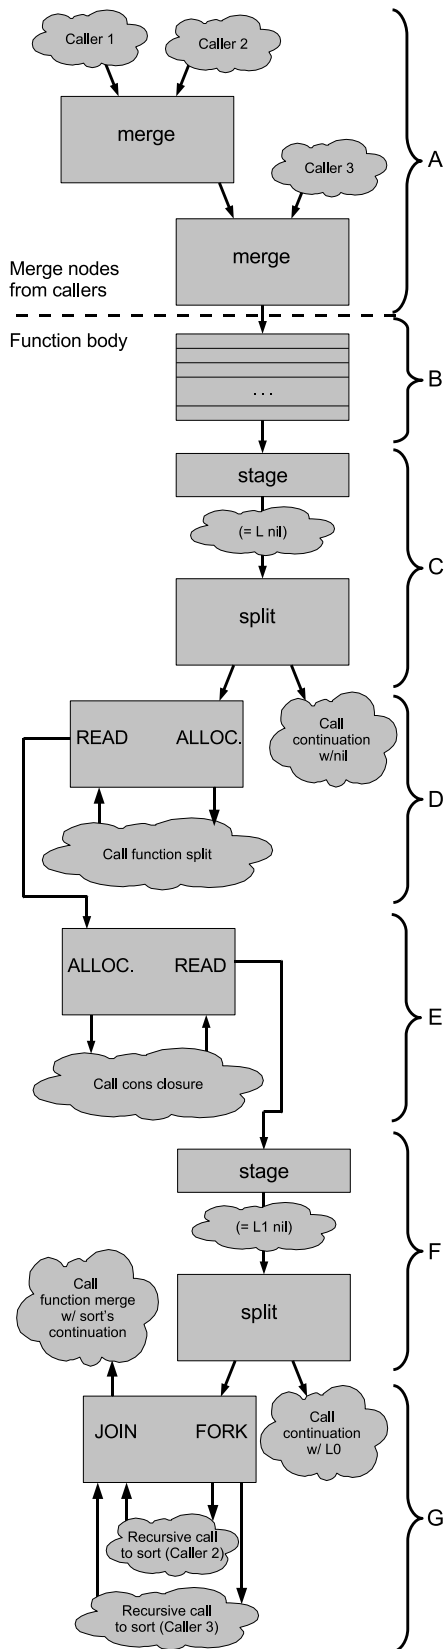 Caller 1
Caller 2
merge
Caller 3
A
merge
Merge nodes
from callers
Function body
B
. . .
stage
(= L nil)
C
split
READ ALLOC.
Call
continuation
w/nil
D
Call function split
ALLOC. READ
E
Call cons closure
stage
(= L1 nil)
F
Call
function merge
w/ sort's
continuation
split
JOIN FORK
Call
continuation
w/ L0
G
Recursive call
to sort (Caller 2)
Recursive call
to sort (Caller 3)